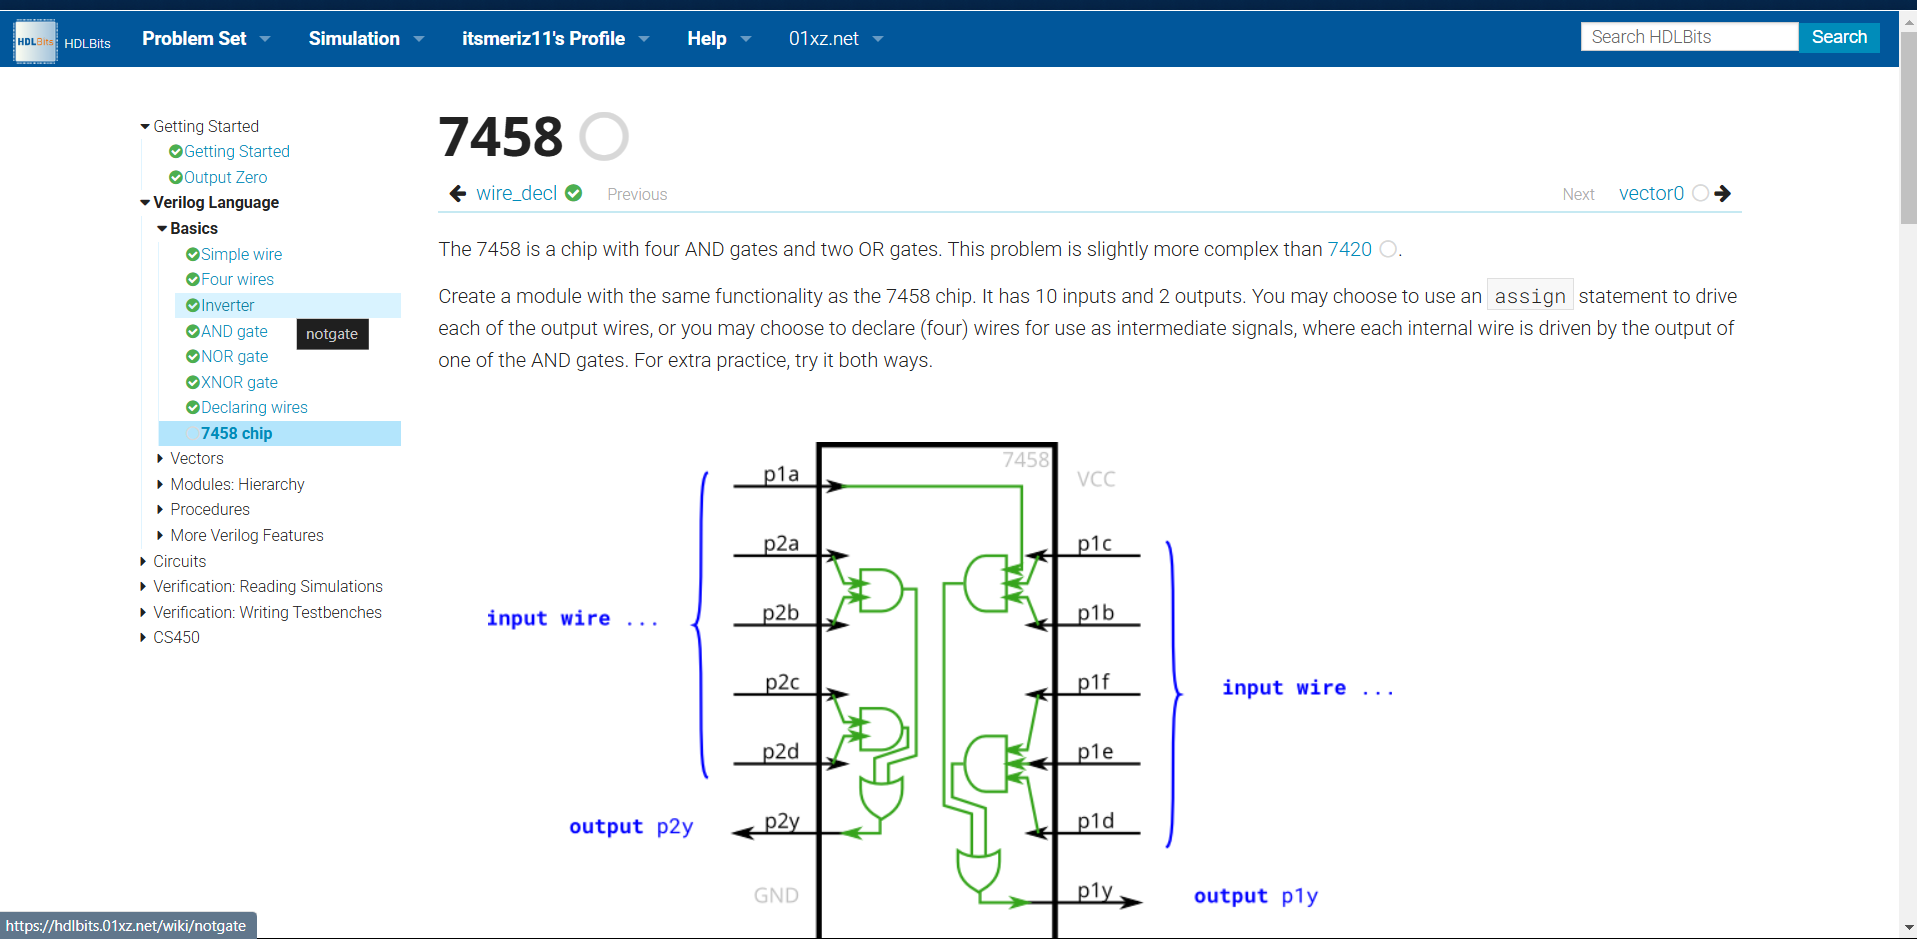 HDLBits HDLBits Problem Set Simulation itsmeriz11's Profile Help 01xz.net Search HDLBits Search
Getting Started
Getting Started
Output Zero
Verilog Language
Basics
Simple wire
Four wires
Inverter
AND gate
notgate
NOR gate
XNOR gate
Declaring wires
7458 chip
Vectors
Modules: Hierarchy
Procedures
More Verilog Features
Circuits
Verification: Reading Simulations
Verification: Writing Testbenches
CS450
7458
wire_decl Previous Next vector0
The 7458 is a chip with four AND gates and two OR gates. This problem is slightly more complex than 7420 .
Create a module with the same functionality as the 7458 chip. It has 10 inputs and 2 outputs. You may choose to use an assign statement to drive
each of the output wires, or you may choose to declare (four) wires for use as intermediate signals, where each internal wire is driven by the output of
one of the AND gates. For extra practice, try it both ways.
7458
p1a VCC
p2a p1c
p2b p1b
input wire ...
p2c p1f
input wire ...
p2d p1e
output p2y p2y p1d
GND p1y output p1y
https://hdlbits.01xz.net/wiki/notgate